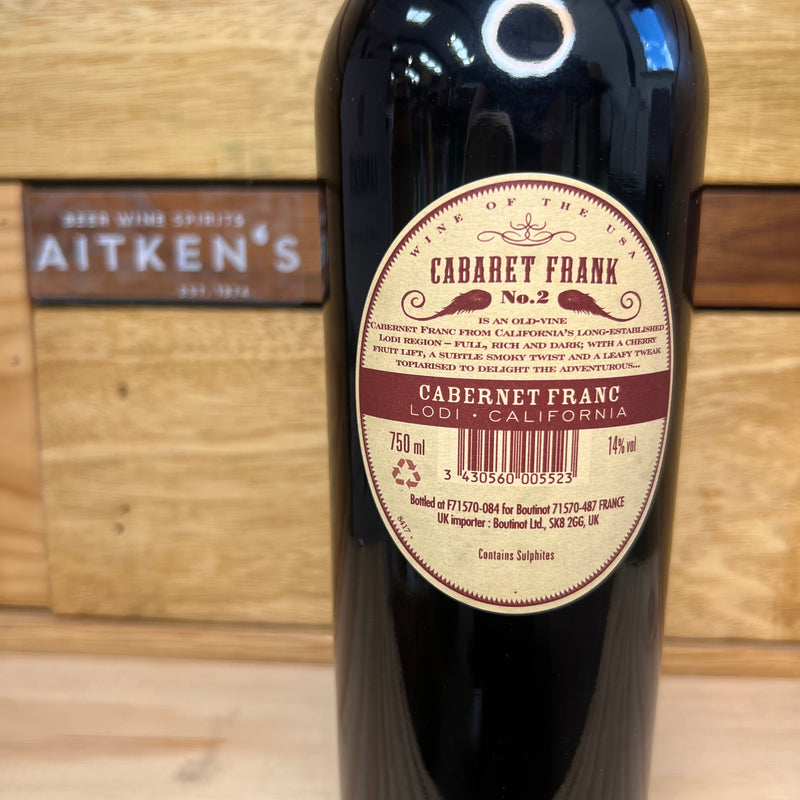 BEER WINE SPIRITS
AITKEN'S
EST. 1874
WINE OF THE USA
CABARET FRANK
No.2
IS AN OLD-VINE
CABERNET FRANC FROM CALIFORNIA'S LONG-ESTABLISHED
LODI REGION – FULL, RICH AND DARK; WITH A CHERRY
FRUIT LIFT, A SUBTLE SMOKY TWIST AND A LEAFY TWEAK
TOPIARISED TO DELIGHT THE ADVENTUROUS...
CABERNET FRANC
LODI • CALIFORNIA
750 ml
14% vol
3 430560 005523
Bottled at F71570-084 for Boutinot 71570-487 FRANCE
UK importer : Boutinot Ltd., SK8 2GG, UK
8417
Contains Sulphites